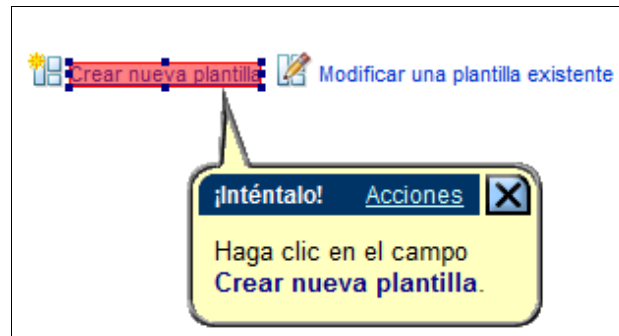 Crear nueva plantilla Modificar una plantilla existente
¡Inténtalo! Acciones
Haga clic en el campo
Crear nueva plantilla.